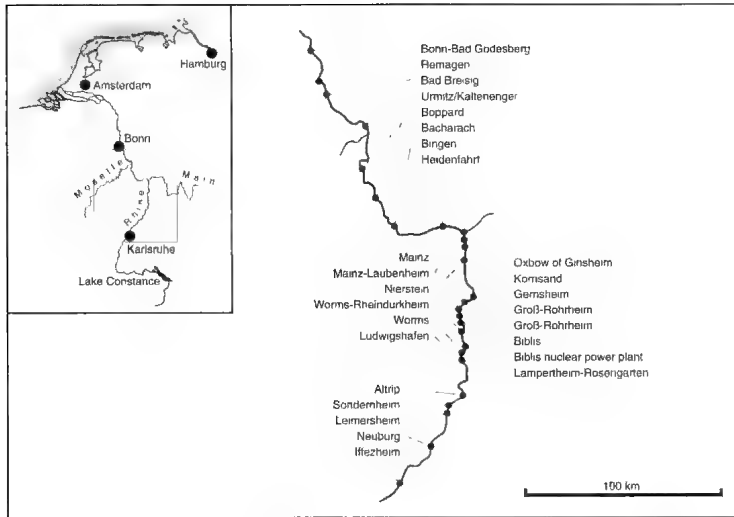 Hamburg
Amsterdam
Bonn
Moselle
Main
Rhine
Karlsruhe
Lake Constance
Bonn-Bad Godesberg
Remagen
Bad Breisig
Urmitz/Kaltenenger
Boppard
Bacharach
Bingen
Heidenfahrt
Mainz
Mainz-Laubenheim
Nierstein
Worms-Rheindurkheim
Worms
Ludwigshafen
Oxbow of Ginsheim
Kornsand
Gernsheim
Groß-Rohrheim
Groß-Rohrheim
Biblis
Biblis nuclear power plant
Lampertheim-Rosengarten
Altrip
Sondernheim
Leimersheim
Neuburg
Iffezheim
100 km